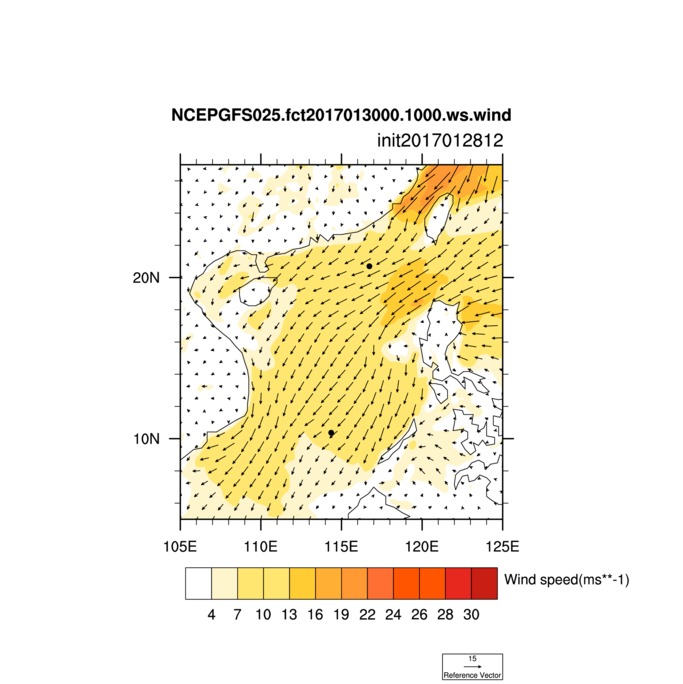 NCEPGFS025.fct2017013000.1000.ws.wind
init2017012812
20N
10N
105E 110E 115E 120E 125E
Wind speed(ms**-1)
4 7 10 13 16 19 22 24 26 28 30
15
Reference Vector